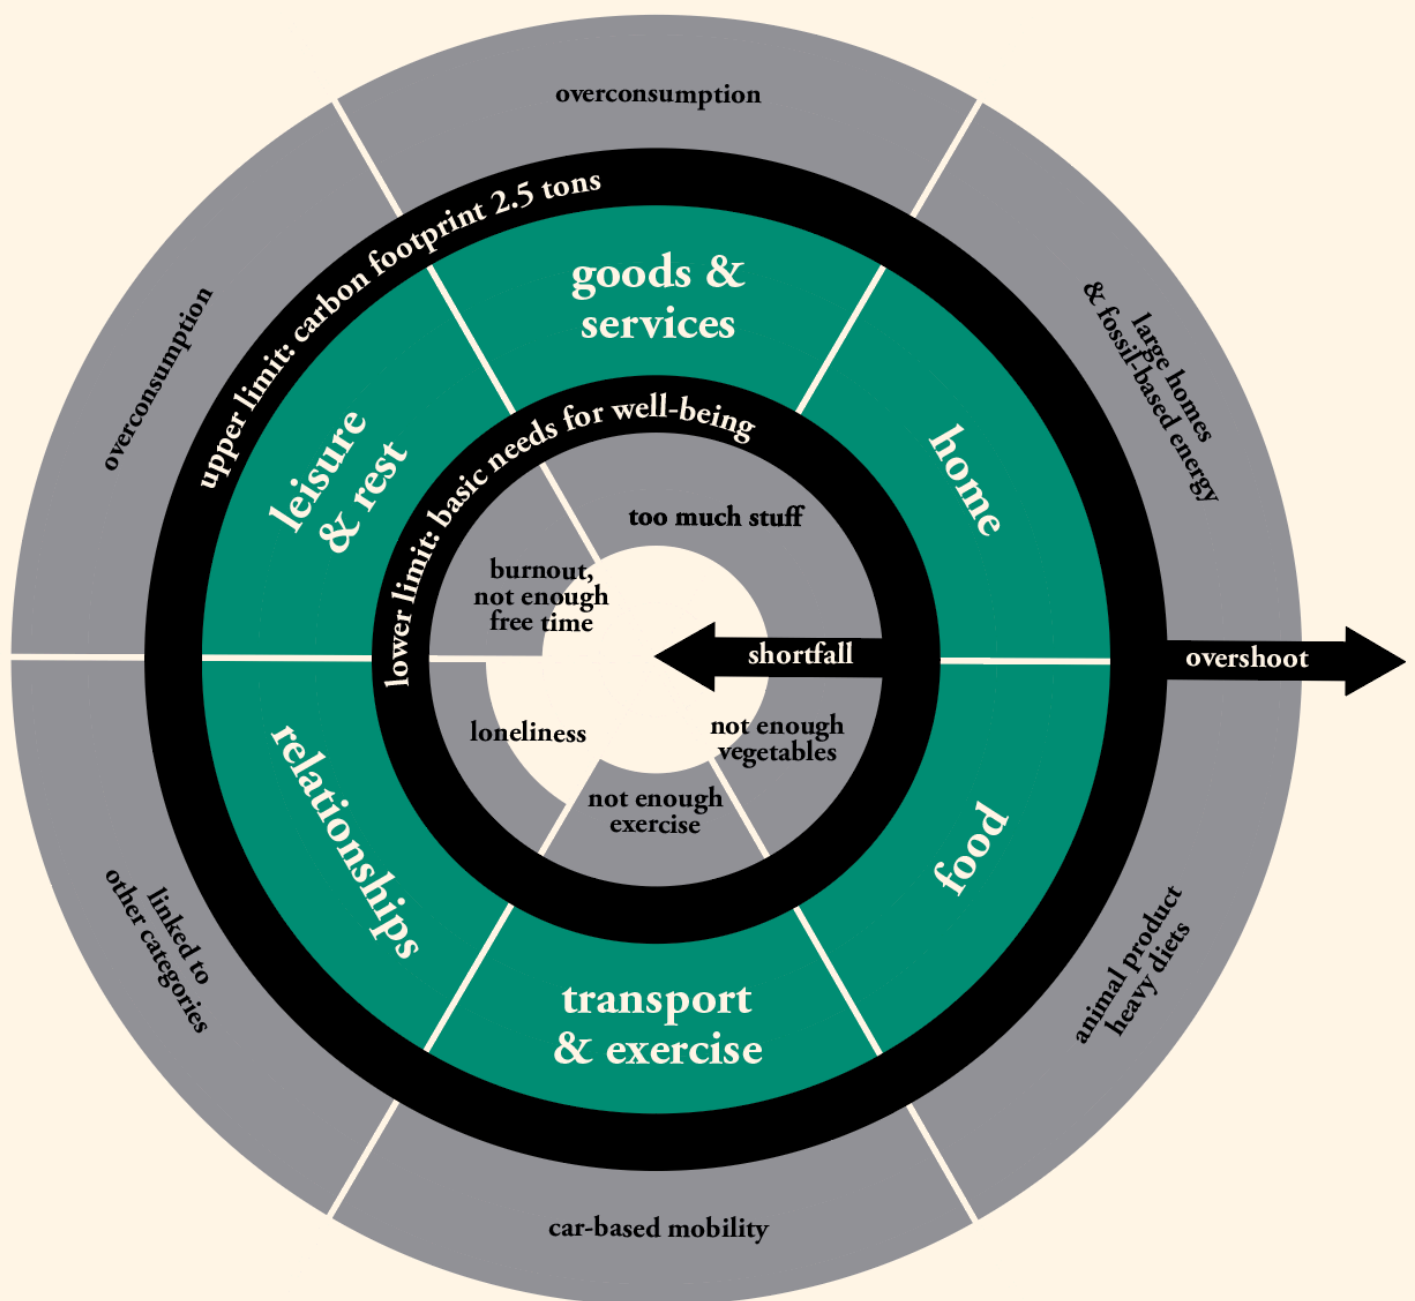 overconsumption
upper limit: carbon footprint 2.5 tons
goods &
services
overconsumption
large homes
& fossil-based energy
leisure
& rest
home
lower limit: basic needs for well-being
too much stuff
burnout,
not enough
free time
shortfall
overshoot
loneliness
not enough
vegetables
not enough
exercise
relationships
food
transport
& exercise
linked to
other categories
animal product
heavy diets
car-based mobility